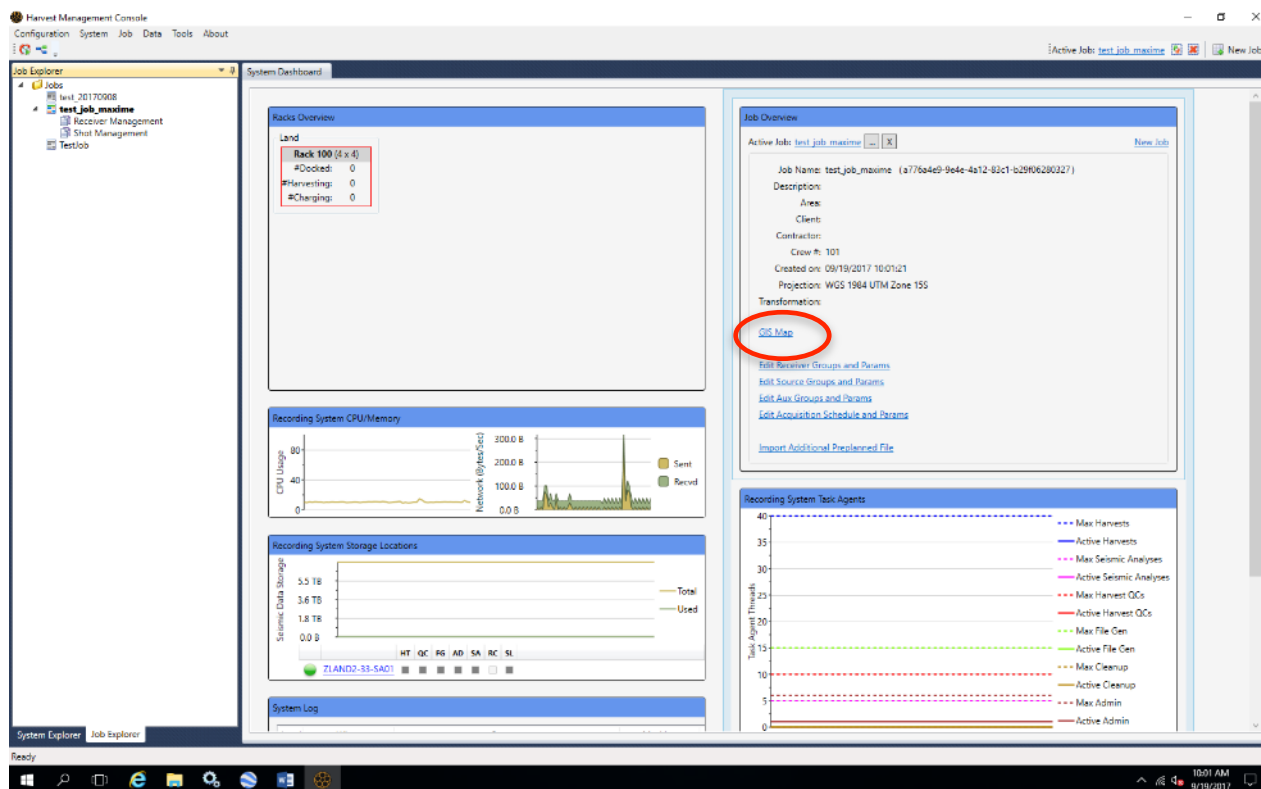 Harvest Management Console
Configuration System Job Data Tools About
Active Job: test_job_maxime New Job
Job Explorer
Jobs
test_20170908
test_job_maxime
Receiver Management
Shot Management
TestJob
System Explorer Job Explorer
System Dashboard
Racks Overview
Land
Rack 100 (4 x 4)
#Docked: 0
#Harvesting: 0
#Charging: 0
Recording System CPU/Memory
CPU Usage
80
40
0
Network (Bytes/Sec)
300.0 B
200.0 B
100.0 B
0.0 B
Sent
Recvd
Recording System Storage Locations
Seismic Data Storage
5.5 TB
3.6 TB
1.8 TB
0.0 B
Total
Used
HT QC FG AD SA RC SL
ZLAND2-33-SA01
System Log
Job Overview
Active Job: test_job_maxime ... X New Job
Job Name: test_job_maxime (a776a4e9-9e4e-4a12-83c1-b29f06280327)
Description:
Area:
Client:
Contractor:
Crew #: 101
Created on: 09/19/2017 10:01:21
Projection: WGS 1984 UTM Zone 15S
Transformation:
GIS Map
Edit Receiver Groups and Params
Edit Source Groups and Params
Edit Aux Groups and Params
Edit Acquisition Schedule and Params
Import Additional Preplanned File
Recording System Task Agents
Task Agent Threads
40
35
30
25
20
15
10
5
0
Max Harvests
Active Harvests
Max Seismic Analyses
Active Seismic Analyses
Max Harvest QCs
Active Harvest QCs
Max File Gen
Active File Gen
Max Cleanup
Active Cleanup
Max Admin
Active Admin
Ready
10:01 AM
9/19/2017